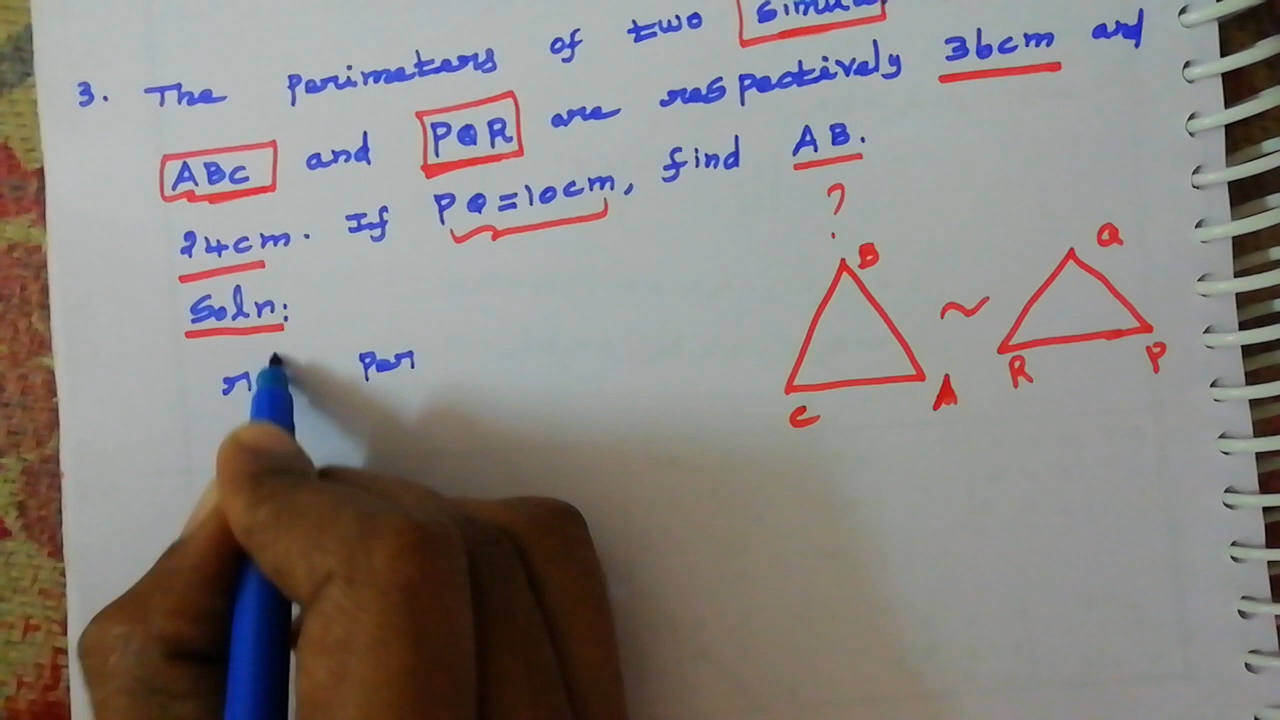 3. The perimeters of two
ABC and PQR are respectively 36cm and
24cm. If PQ=10cm, find AB.
?
Soln:
Per
B
Q
~
C
A
R
P